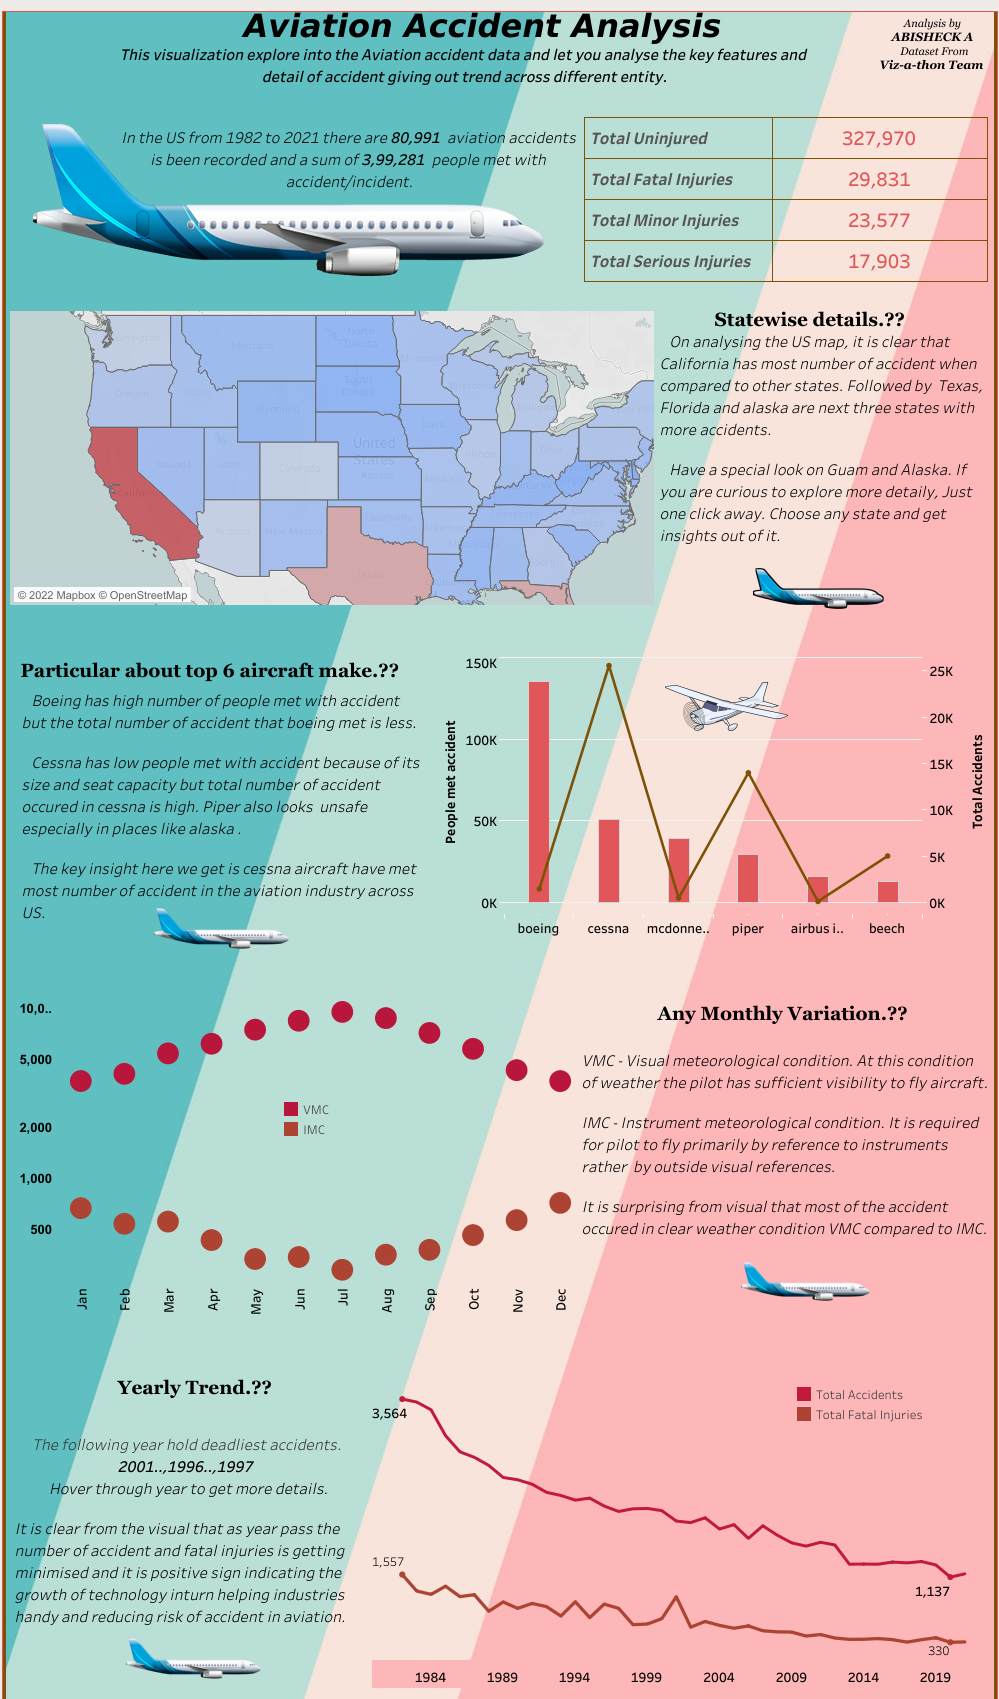 Aviation Accident Analysis
This visualization explore into the Aviation accident data and let you analyse the key features and
detail of accident giving out trend across different entity.
Analysis by
ABISHECK A
Dataset From
Viz-a-thon Team
In the US from 1982 to 2021 there are 80,991 aviation accidents
is been recorded and a sum of 3,99,281 people met with
accident/incident.
Total Uninjured 327,970
Total Fatal Injuries 29,831
Total Minor Injuries 23,577
Total Serious Injuries 17,903
North
Dakota
Montana
Minnesota
Oregon
Idaho
South
Dakota
Wisconsin
Wyoming
Michigan
Iowa
United
States
Nevada
Utah
Colorado
Illinois
Ohio
Kansas
Missouri
California
Oklahoma
Tennessee
Arizona
New Mexico
Texas
Georgia
© 2022 Mapbox © OpenStreetMap
Statewise details.??
On analysing the US map, it is clear that
California has most number of accident when
compared to other states. Followed by Texas,
Florida and alaska are next three states with
more accidents.
Have a special look on Guam and Alaska. If
you are curious to explore more detaily, Just
one click away. Choose any state and get
insights out of it.
Particular about top 6 aircraft make.??
Boeing has high number of people met with accident
but the total number of accident that boeing met is less.
Cessna has low people met with accident because of its
size and seat capacity but total number of accident
occured in cessna is high. Piper also looks unsafe
especially in places like alaska .
The key insight here we get is cessna aircraft have met
most number of accident in the aviation industry across
US.
People met accident
150K
100K
50K
0K
25K
20K
15K
10K
5K
0K
Total Accidents
boeing cessna mcdonne.. piper airbus i.. beech
10,0..
5,000
2,000
1,000
500
VMC
IMC
Jan Feb Mar Apr May Jun Jul Aug Sep Oct Nov Dec
Any Monthly Variation.??
VMC - Visual meteorological condition. At this condition
of weather the pilot has sufficient visibility to fly aircraft.
IMC - Instrument meteorological condition. It is required
for pilot to fly primarily by reference to instruments
rather by outside visual references.
It is surprising from visual that most of the accident
occured in clear weather condition VMC compared to IMC.
Yearly Trend.??
The following year hold deadliest accidents.
2001..,1996..,1997
Hover through year to get more details.
It is clear from the visual that as year pass the
number of accident and fatal injuries is getting
minimised and it is positive sign indicating the
growth of technology inturn helping industries
handy and reducing risk of accident in aviation.
Total Accidents
Total Fatal Injuries
3,564
1,557
1,137
330
1984 1989 1994 1999 2004 2009 2014 2019